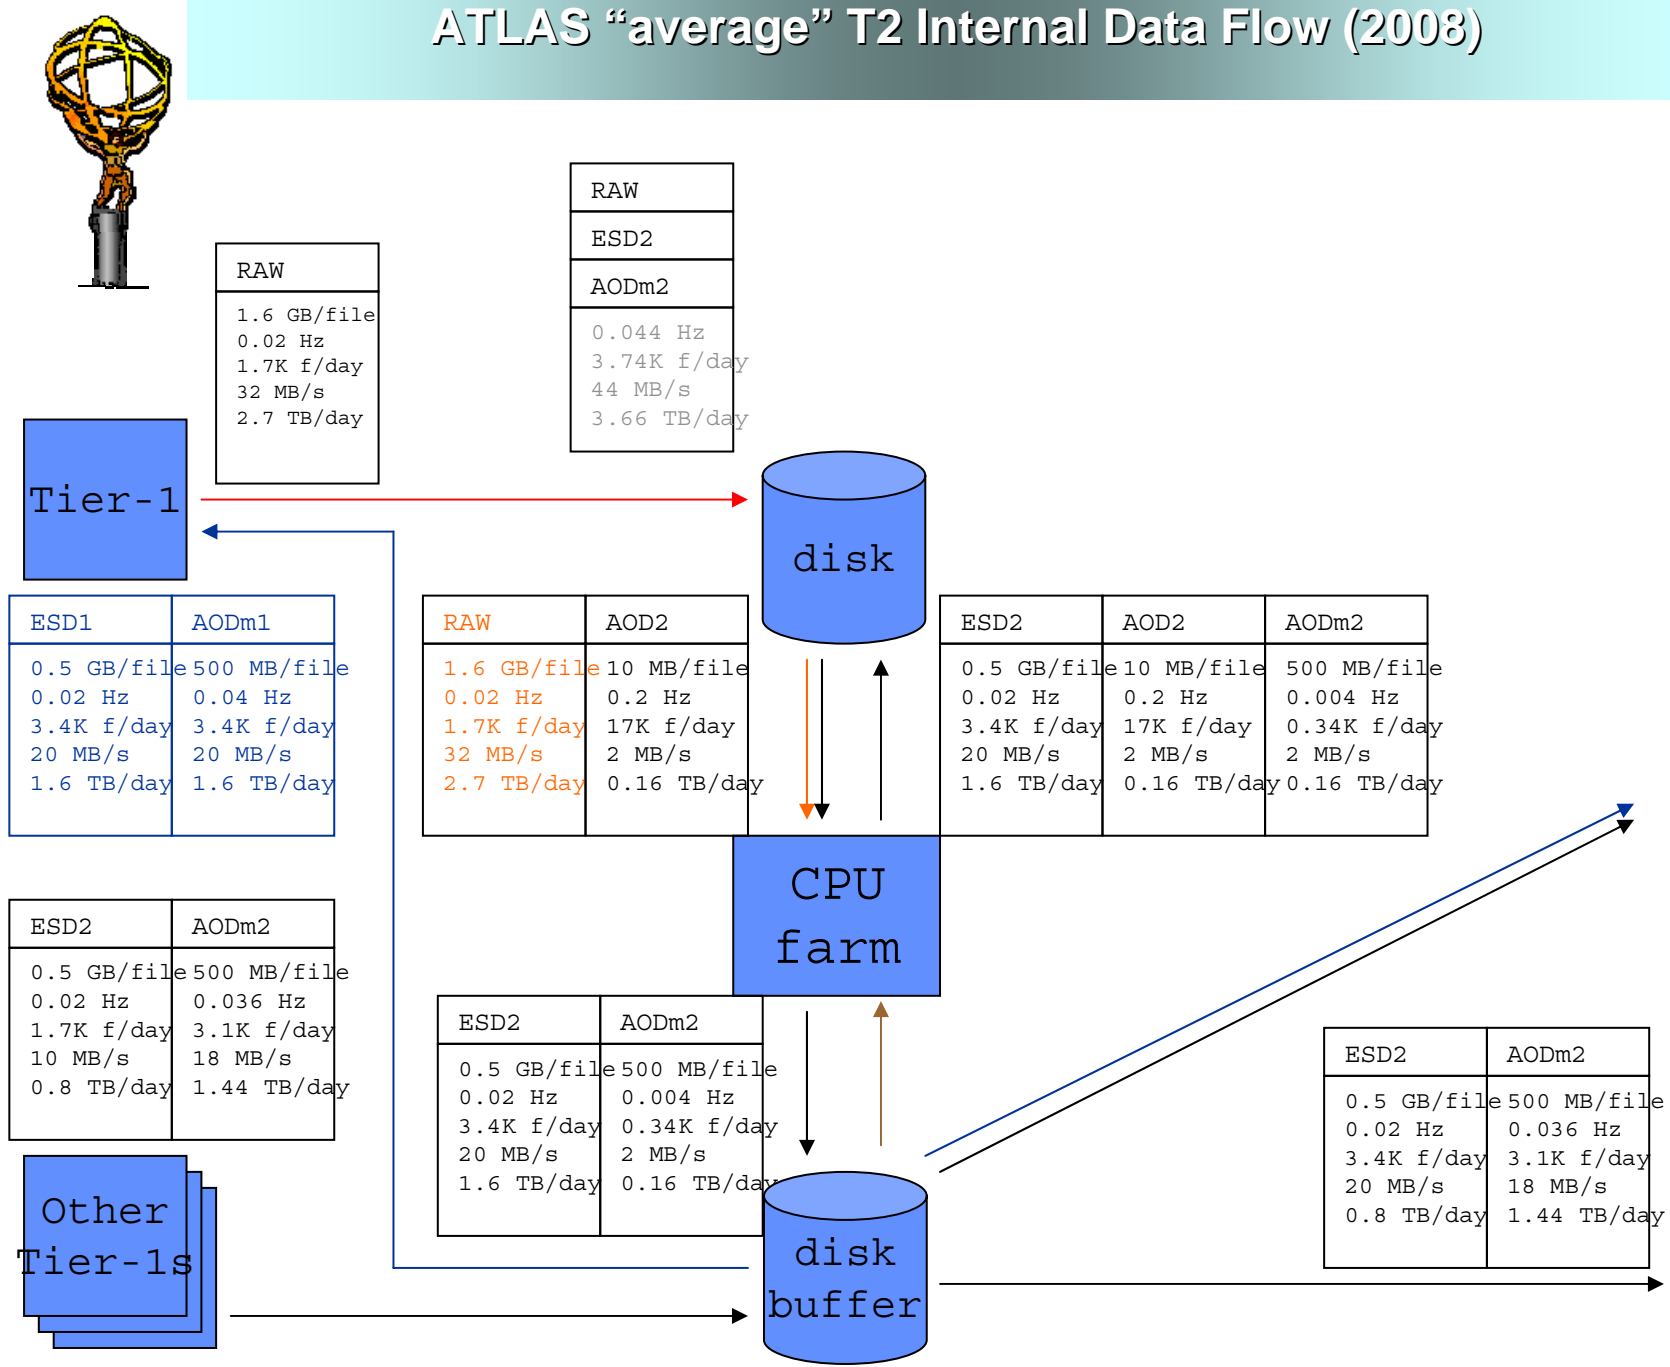 ATLAS “average” T2 Internal Data Flow (2008)
RAW
ESD2
AODm2
0.044 Hz
3.74K f/day
44 MB/s
3.66 TB/day
RAW
1.6 GB/file
0.02 Hz
1.7K f/day
32 MB/s
2.7 TB/day
Tier-1
disk
ESD1
0.5 GB/file
0.02 Hz
3.4K f/day
20 MB/s
1.6 TB/day
AODm1
500 MB/file
0.04 Hz
3.4K f/day
20 MB/s
1.6 TB/day
RAW
1.6 GB/file
0.02 Hz
1.7K f/day
32 MB/s
2.7 TB/day
AOD2
10 MB/file
0.2 Hz
17K f/day
2 MB/s
0.16 TB/day
ESD2
0.5 GB/file
0.02 Hz
3.4K f/day
20 MB/s
1.6 TB/day
AOD2
10 MB/file
0.2 Hz
17K f/day
2 MB/s
0.16 TB/day
AODm2
500 MB/file
0.004 Hz
0.34K f/day
2 MB/s
0.16 TB/day
CPU
farm
ESD2
0.5 GB/file
0.02 Hz
1.7K f/day
10 MB/s
0.8 TB/day
AODm2
500 MB/file
0.036 Hz
3.1K f/day
18 MB/s
1.44 TB/day
ESD2
0.5 GB/file
0.02 Hz
3.4K f/day
20 MB/s
1.6 TB/day
AODm2
500 MB/file
0.004 Hz
0.34K f/day
2 MB/s
0.16 TB/day
ESD2
0.5 GB/file
0.02 Hz
3.4K f/day
20 MB/s
0.8 TB/day
AODm2
500 MB/file
0.036 Hz
3.1K f/day
18 MB/s
1.44 TB/day
Other
Tier-1s
disk
buffer